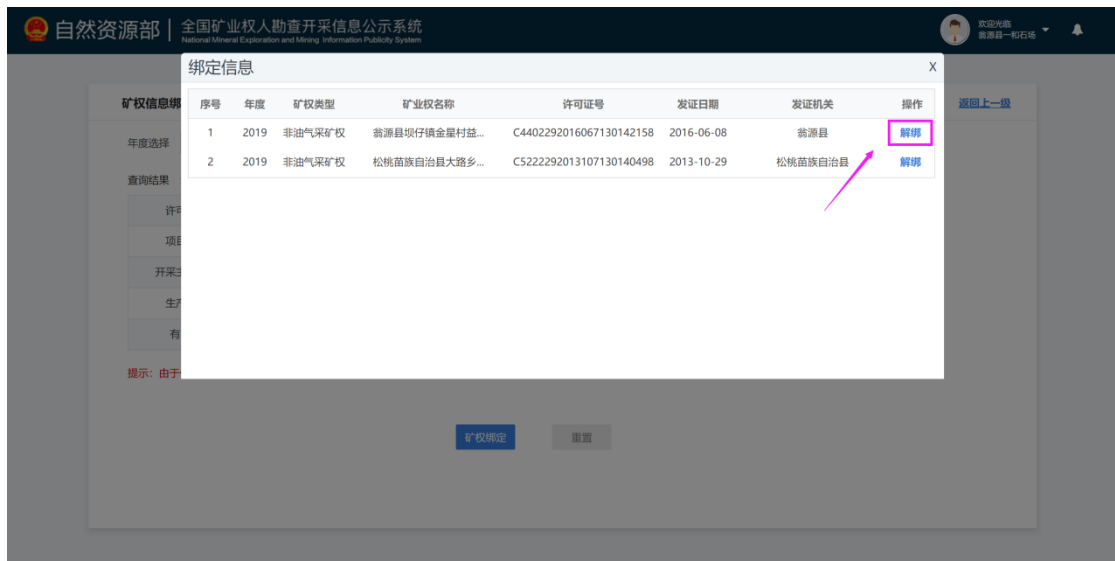 自然资源部
全国矿业权人勘查开采信息公示系统
National Mineral Exploration and Mining Information Publicity System
欢迎光临
翁源县一和石场
绑定信息
X
序号 年度 矿权类型 矿业权名称 许可证号 发证日期 发证机关 操作
1 2019 非油气采矿权 翁源县坝仔镇金星村益... C4402292016067130142158 2016-06-08 翁源县 解绑
2 2019 非油气采矿权 松桃苗族自治县大路乡... C5222292013107130140498 2013-10-29 松桃苗族自治县 解绑
矿权信息绑
返回上一级
年度选择
查询结果
许可
项目
开采主
生产
有
提示：由于
矿权绑定 重置